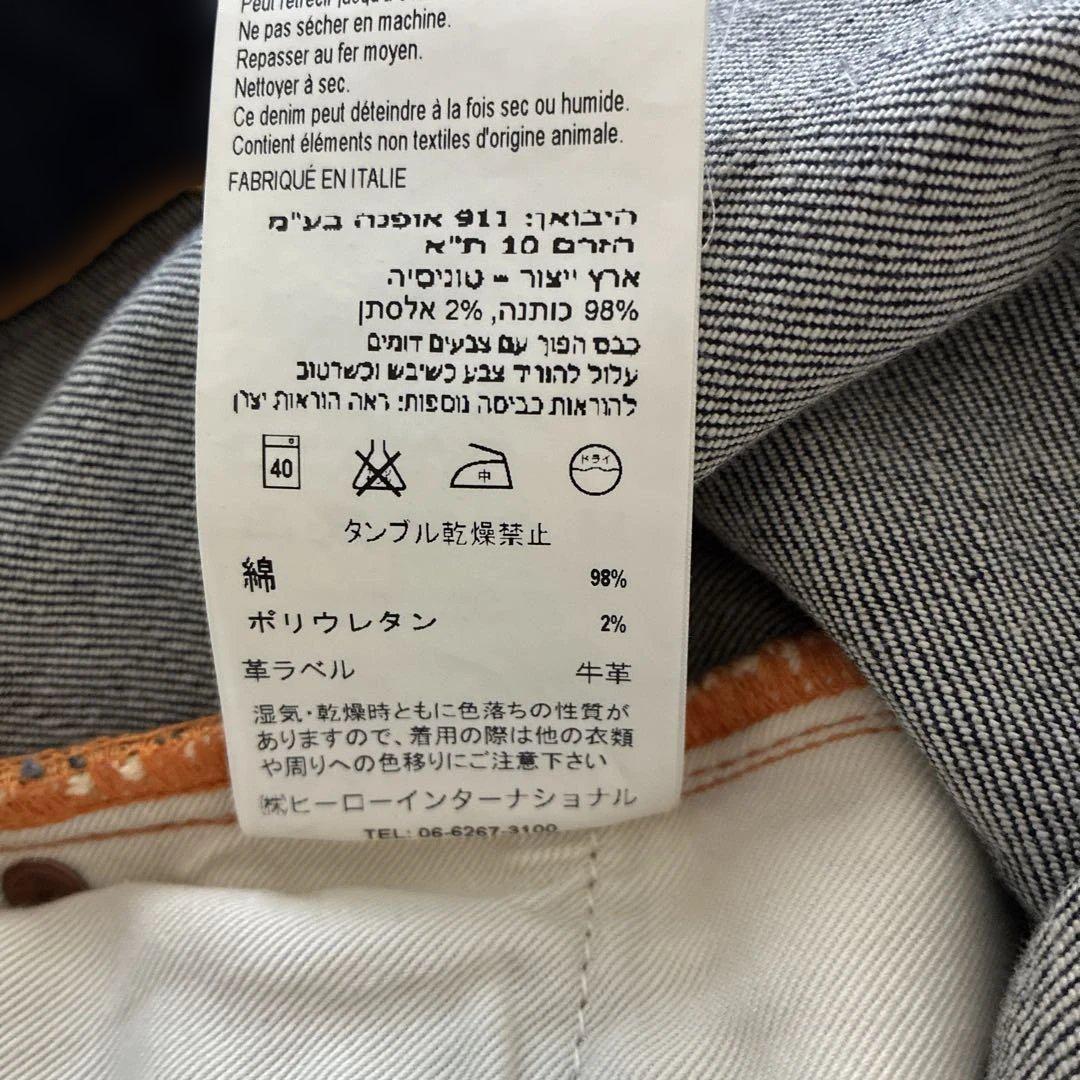 Peut rétrécir jusqu'à
Ne pas sécher en machine.
Repasser au fer moyen.
Nettoyer à sec.
Ce denim peut déteindre à la fois sec ou humide.
Contient éléments non textiles d'origine animale.
FABRIQUÉ EN ITALIE
היבואן: 911 אופנה בע"מ
הזרם 10 ת"א
ארץ ייצור - טוניסיה
98% כותנה, 2% אלסתן
כבס הפוך עם צבעים דומים
עלול להוריד צבע כשיבש וכשרטוב
להוראות כביסה נוספות: ראה הוראות יצרן
40
中
ドライ
タンブル乾燥禁止
綿 98%
ポリウレタン 2%
革ラベル 牛革
湿気・乾燥時ともに色落ちの性質が
ありますので、着用の際は他の衣類
や周りへの色移りにご注意下さい
㈱ヒーローインターナショナル
TEL: 06-6267-3100